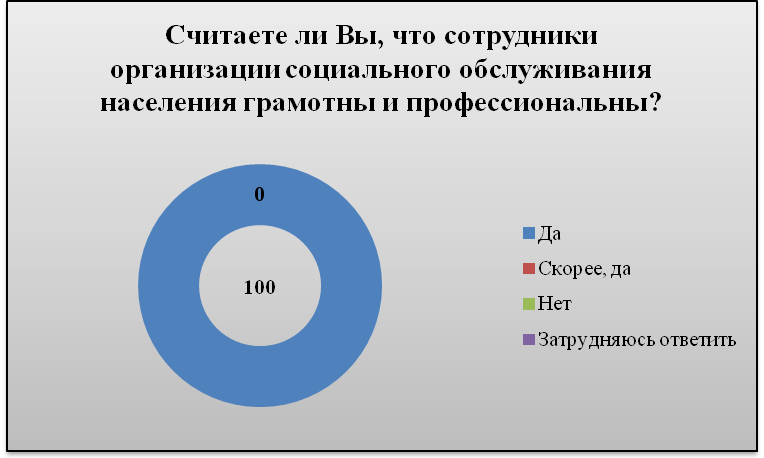 Считаете ли Вы, что сотрудники
организации социального обслуживания
населения грамотны и профессиональны?
0
100
Да
Скорее, да
Нет
Затрудняюсь ответить